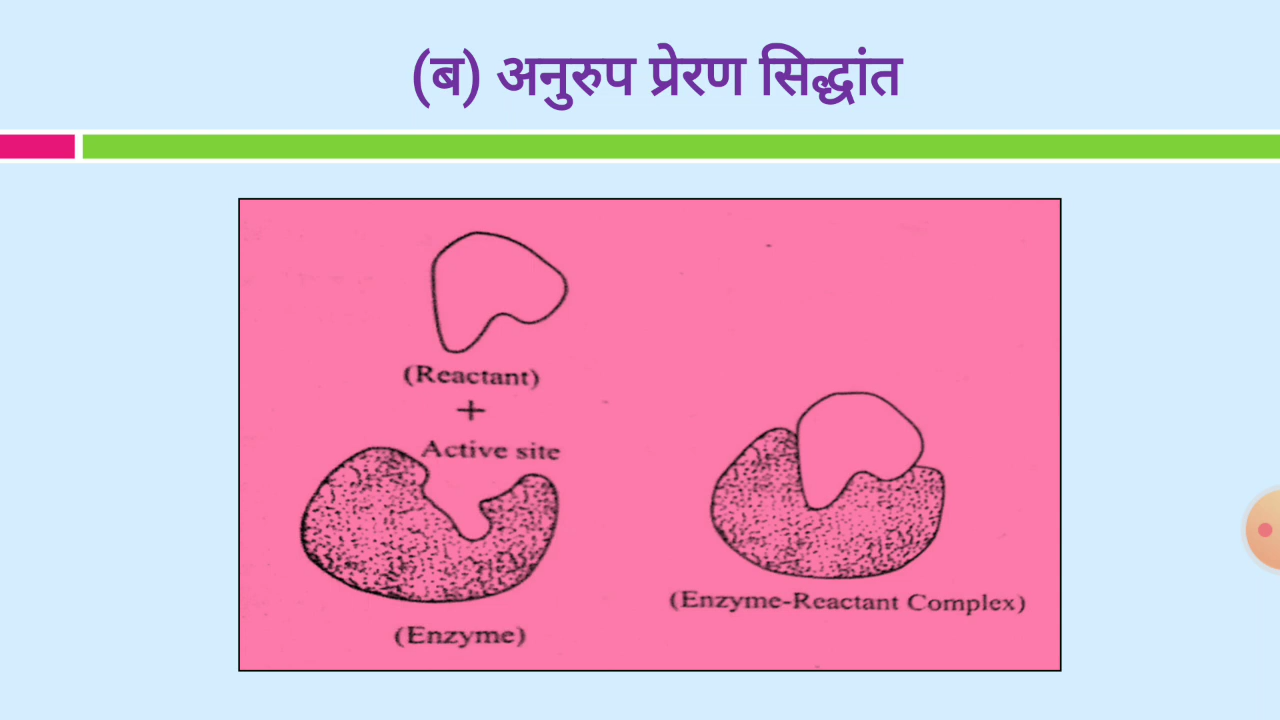 (ब) अनुरुप प्रेरण सिद्धांत
(Reactant)
+
Active site
(Enzyme)
(Enzyme-Reactant Complex)